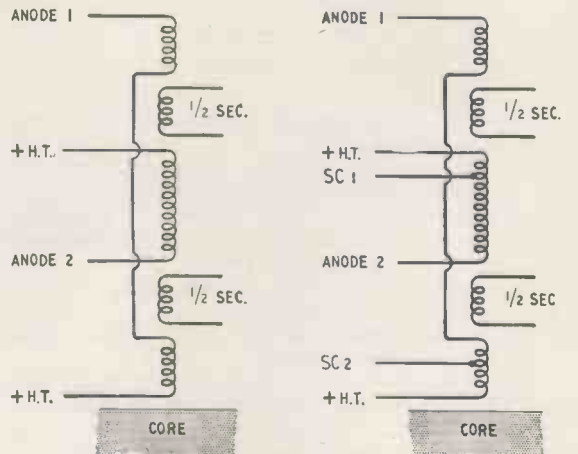 ANODE 1
1/2 SEC.
+ H.T.
ANODE 2
1/2 SEC.
+ H.T.
CORE
ANODE 1
1/2 SEC.
+ H.T.
SC 1
ANODE 2
1/2 SEC
SC 2
+ H.T.
CORE